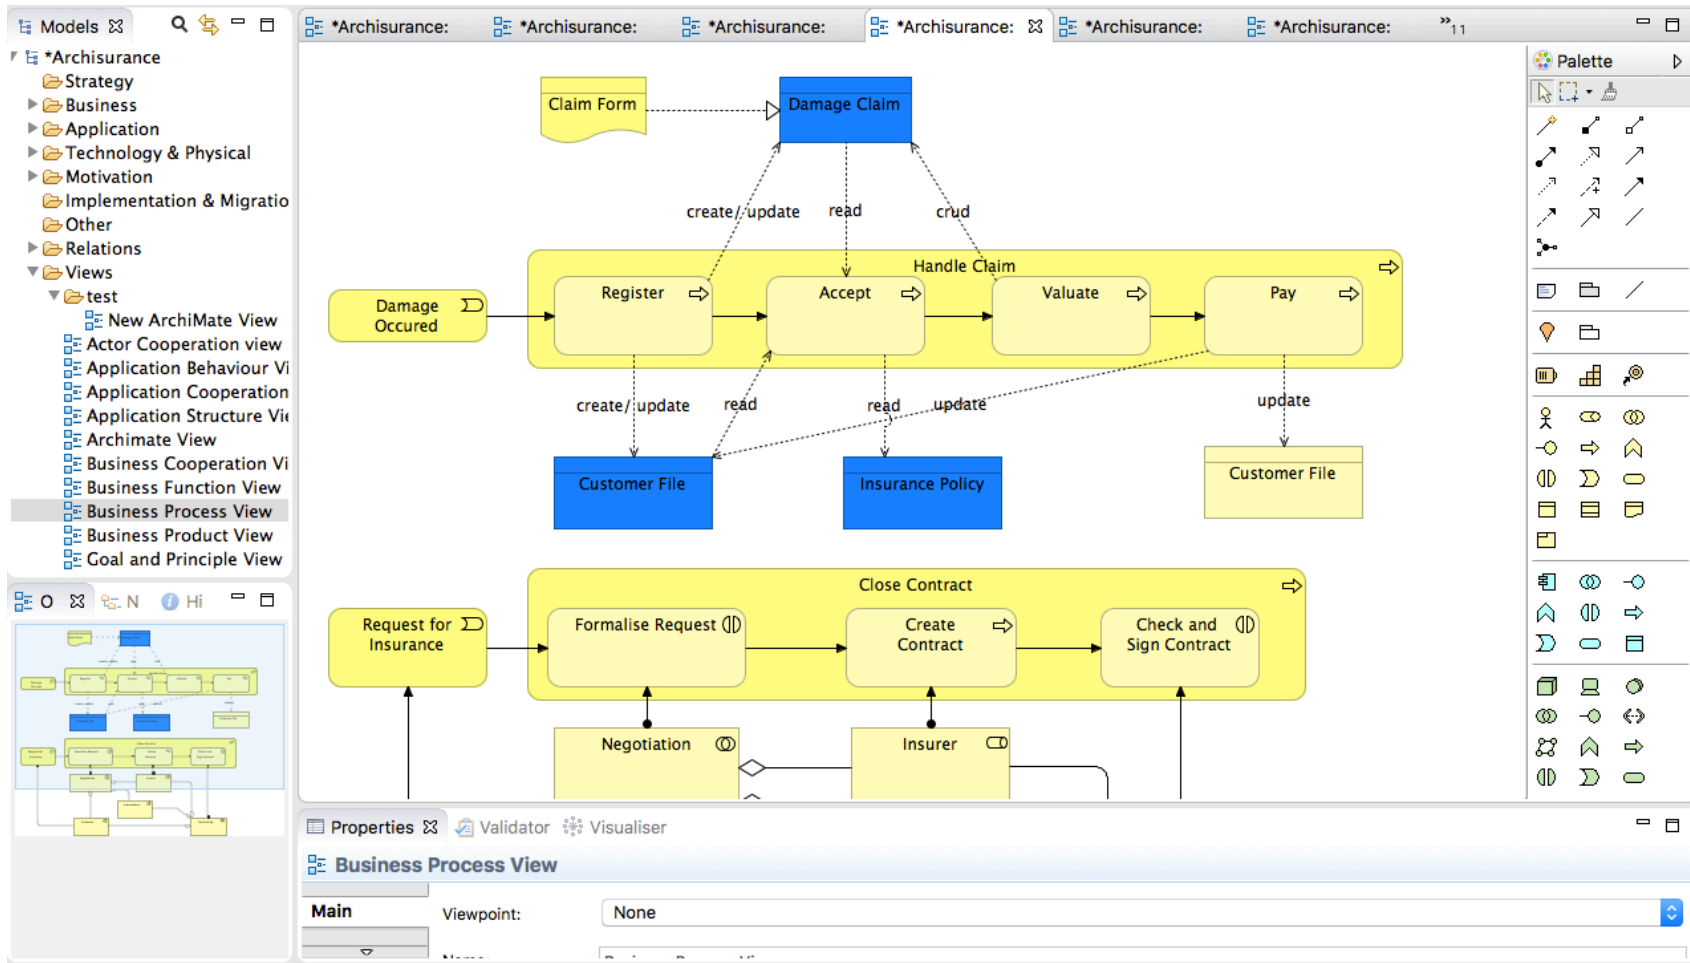 Models
*Archisurance
Strategy
Business
Application
Technology & Physical
Motivation
Implementation & Migratio
Other
Relations
Views
test
New ArchiMate View
Actor Cooperation view
Application Behaviour Vi
Application Cooperation
Application Structure Vie
Archimate View
Business Cooperation Vi
Business Function View
Business Process View
Business Product View
Goal and Principle View
O
N
Hi
*Archisurance:
*Archisurance:
*Archisurance:
*Archisurance:
*Archisurance:
*Archisurance:
»11
Claim Form
Damage Claim
create/ update
read
crud
Handle Claim
Damage
Occured
Register
Accept
Valuate
Pay
create/ update
read
read
update
update
Customer File
Insurance Policy
Customer File
Close Contract
Request for
Insurance
Formalise Request
Create
Contract
Check and
Sign Contract
Negotiation
Insurer
Palette
Properties
Validator
Visualiser
Business Process View
Main
Viewpoint:
None